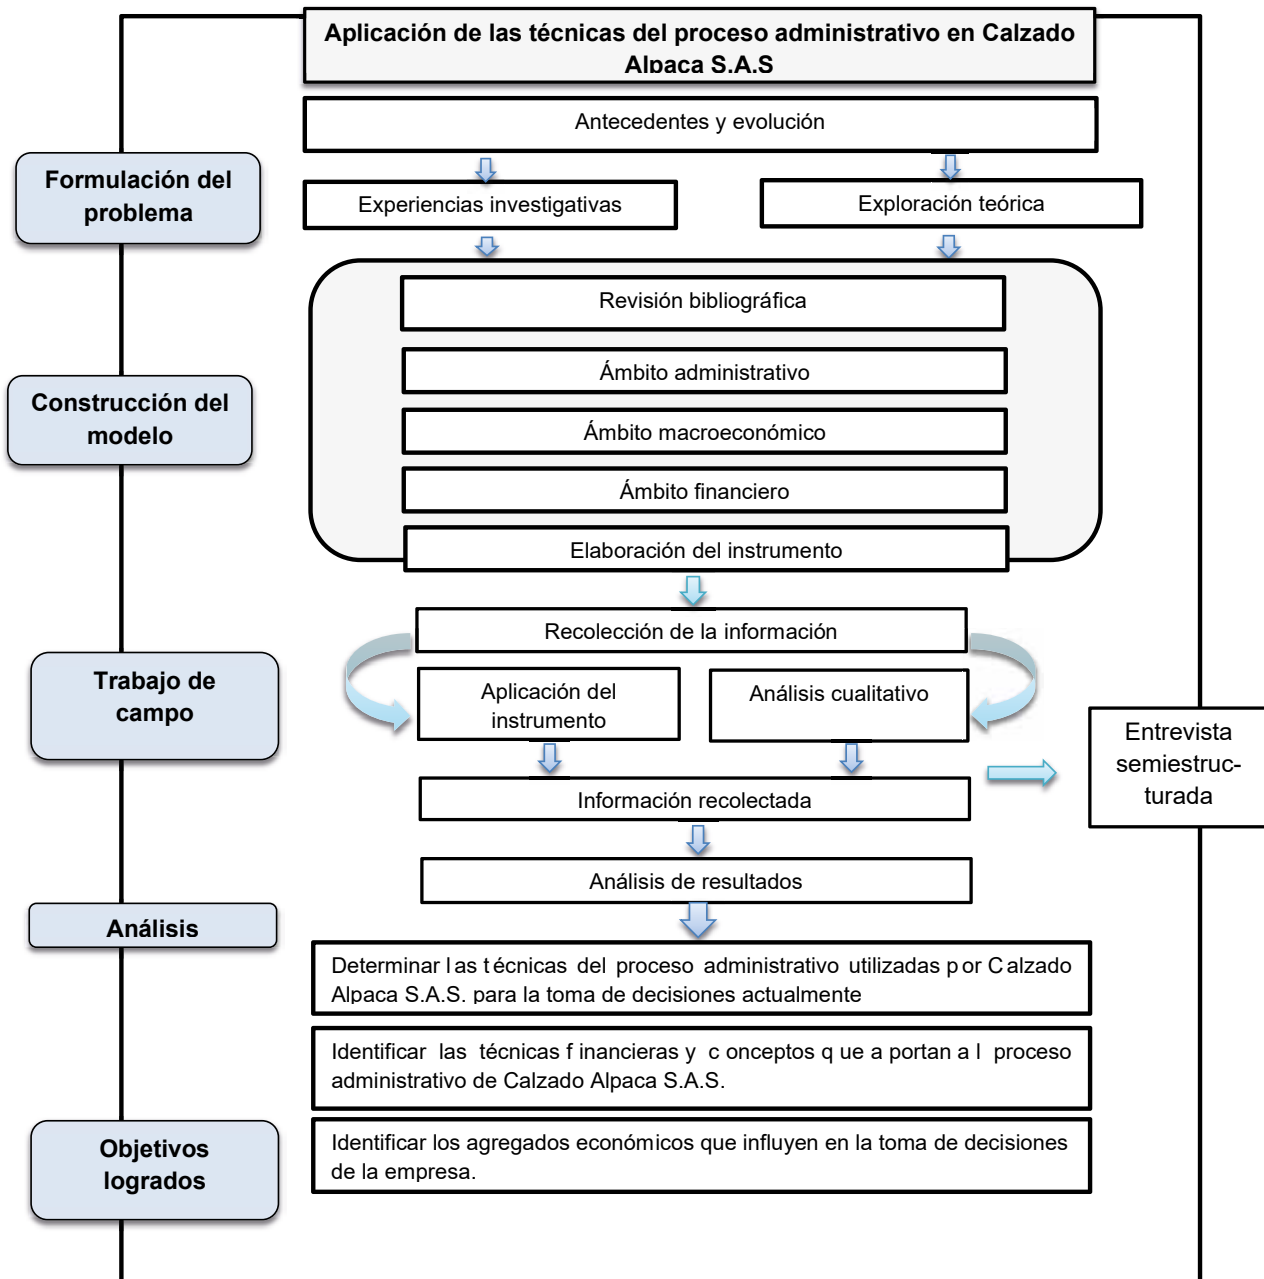 Aplicación de las técnicas del proceso administrativo en Calzado
Alpaca S.A.S
Antecedentes y evolución
Formulación del
problema
Experiencias investigativas
Exploración teórica
Revisión bibliográfica
Ámbito administrativo
Construcción del
modelo
Ámbito macroeconómico
Ámbito financiero
Elaboración del instrumento
Recolección de la información
Trabajo de
campo
Aplicación del
instrumento
Análisis cualitativo
Entrevista
semiestruc-
turada
Información recolectada
Análisis de resultados
Análisis
Determinar las técnicas del proceso administrativo utilizadas por Calzado
Alpaca S.A.S. para la toma de decisiones actualmente
Identificar las técnicas financieras y conceptos que aportan al proceso
administrativo de Calzado Alpaca S.A.S.
Objetivos
logrados
Identificar los agregados económicos que influyen en la toma de decisiones
de la empresa.